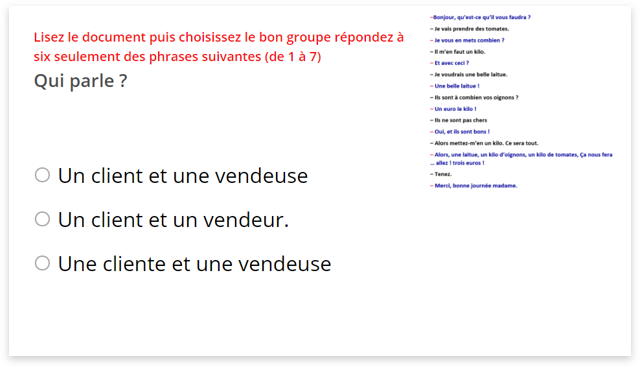 Lisez le document puis choisissez le bon groupe répondez à
six seulement des phrases suivantes (de 1 à 7)
Qui parle ?
Un client et une vendeuse
Un client et un vendeur.
Une cliente et une vendeuse
–Bonjour, qu'est-ce qu'il vous faudra ?
– Je vais prendre des tomates.
– Je vous en mets combien ?
– Il m'en faut un kilo.
– Et avec ceci ?
– Je voudrais une belle laitue.
– Une belle laitue !
– Ils sont à combien vos oignons ?
– Un euro le kilo !
– Ils ne sont pas chers
– Oui, et ils sont bons !
– Alors mettez-m'en un kilo. Ce sera tout.
– Alors, une laitue, un kilo d'oignons, un kilo de tomates, Ça nous fera
... allez ! trois euros !
– Tenez.
– Merci, bonne journée madame.